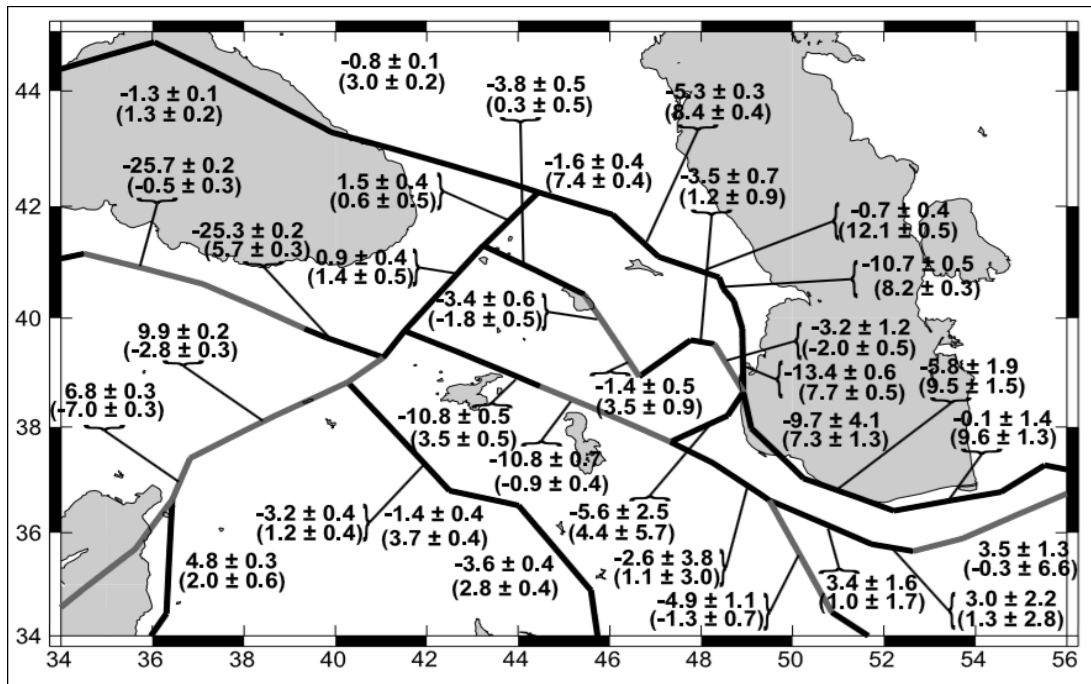 -0.8 ± 0.1
(3.0 ± 0.2)
-3.8 ± 0.5
(0.3 ± 0.5)
-5.3 ± 0.3
(8.4 ± 0.4)
-1.3 ± 0.1
(1.3 ± 0.2)
-1.6 ± 0.4
(7.4 ± 0.4)
-25.7 ± 0.2
(-0.5 ± 0.3)
1.5 ± 0.4
(0.6 ± 0.5)
-3.5 ± 0.7
(1.2 ± 0.9)
-0.7 ± 0.4
(12.1 ± 0.5)
-25.3 ± 0.2
(5.7 ± 0.3)
0.9 ± 0.4
(1.4 ± 0.5)
-10.7 ± 0.5
(8.2 ± 0.3)
-3.4 ± 0.6
(-1.8 ± 0.5)
9.9 ± 0.2
(-2.8 ± 0.3)
-3.2 ± 1.2
(-2.0 ± 0.5)
-13.4 ± 0.6
(7.7 ± 0.5)
-5.8 ± 1.9
(9.5 ± 1.5)
6.8 ± 0.3
(-7.0 ± 0.3)
-1.4 ± 0.5
(3.5 ± 0.9)
-10.8 ± 0.5
(3.5 ± 0.5)
-9.7 ± 4.1
(7.3 ± 1.3)
-0.1 ± 1.4
(9.6 ± 1.3)
-10.8 ± 0.7
(-0.9 ± 0.4)
-3.2 ± 0.4
(1.2 ± 0.4)
-1.4 ± 0.4
(3.7 ± 0.4)
-5.6 ± 2.5
(4.4 ± 5.7)
4.8 ± 0.3
(2.0 ± 0.6)
-3.6 ± 0.4
(2.8 ± 0.4)
-2.6 ± 3.8
(1.1 ± 3.0)
3.5 ± 1.3
(-0.3 ± 6.6)
-4.9 ± 1.1
(-1.3 ± 0.7)
3.4 ± 1.6
(1.0 ± 1.7)
3.0 ± 2.2
(1.3 ± 2.8)
44
42
40
38
36
34
34 36 38 40 42 44 46 48 50 52 54 56